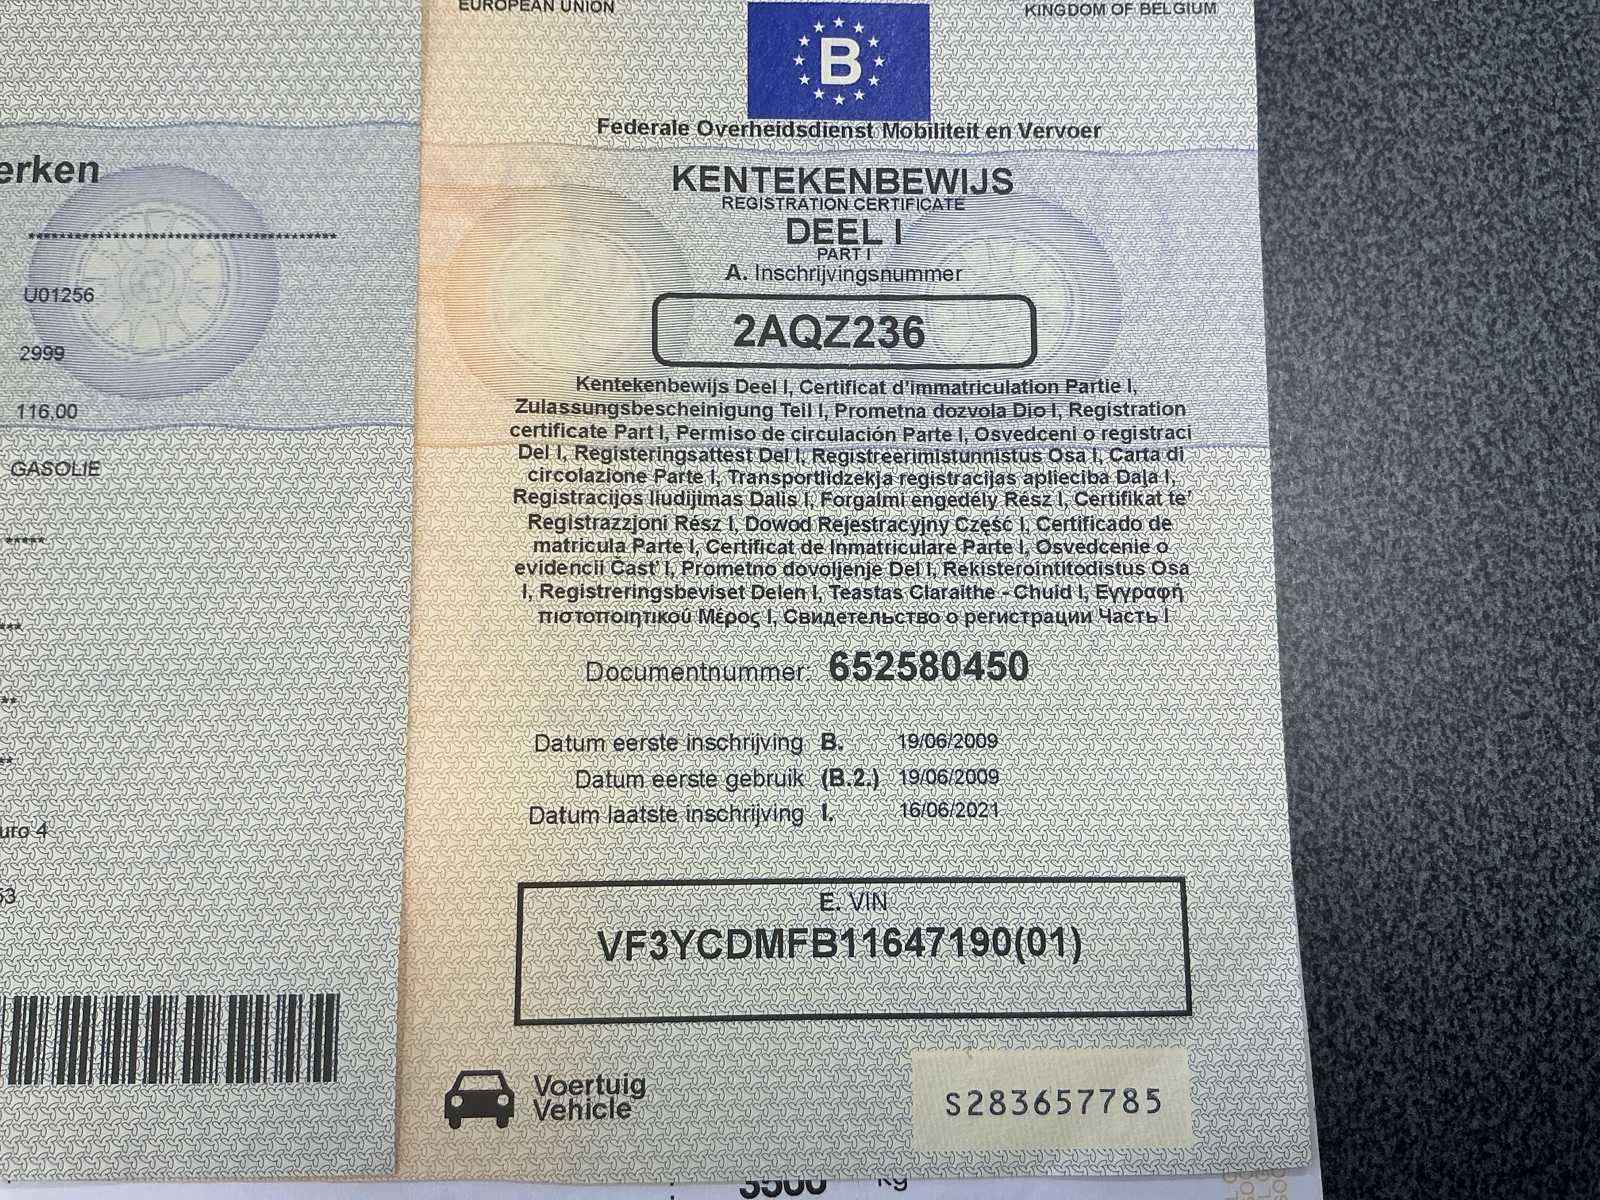 erken
*****************************************
U01256
2999
116,00
GASOLIE
*****
***
**
**
uro 4
53
EUROPEAN UNION
KINGDOM OF BELGIUM
B
Federale Overheidsdienst Mobiliteit en Vervoer
KENTEKENBEWIJS
REGISTRATION CERTIFICATE
DEEL I
PART I
A. Inschrijvingsnummer
2AQZ236
Kentekenbewijs Deel I, Certificat d'immatriculation Partie I,
Zulassungsbescheinigung Teil I, Prometna dozvola Dio I, Registration
certificate Part I, Permiso de circulación Parte I, Osvedceni o registraci
Del I, Registeringsattest Del I, Registreerimistunnistus Osa I, Carta di
circolazione Parte I, Transportlidzekja registracijas aplieciba Daļa I,
Registracijos liudijimas Dalis I, Forgalmi engedély Rész I, Certifikat te'
Registrazzjoni Rész I, Dowod Rejestracyjny Część I, Certificado de
matricula Parte I, Certificat de Inmatriculare Parte I, Osvedcenie o
evidencii Časť I, Prometno dovoljenje Del I, Rekisterointitodistus Osa
I, Registreringsbeviset Delen I, Teastas Claraithe - Chuid I, Εγγραφή
πιστοποιητικού Μέρος I, Свидетельство о регистрации Часть I
Documentnummer: 652580450
Datum eerste inschrijving B. 19/06/2009
Datum eerste gebruik (B.2.) 19/06/2009
Datum laatste inschrijving I. 16/06/2021
E. VIN
VF3YCDMFB11647190(01)
Voertuig
Vehicle
S283657785
3500 kg